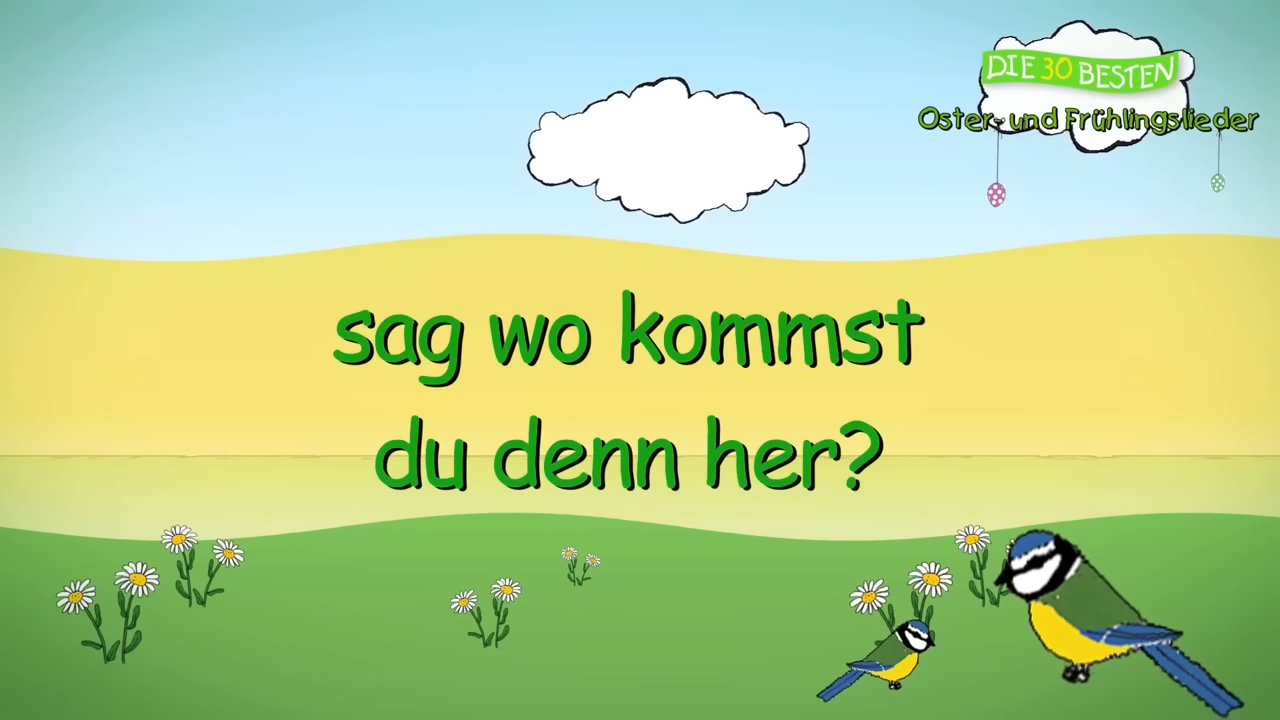 DIE 30 BESTEN
Oster- und Frühlingslieder
sag wo kommst
du denn her?